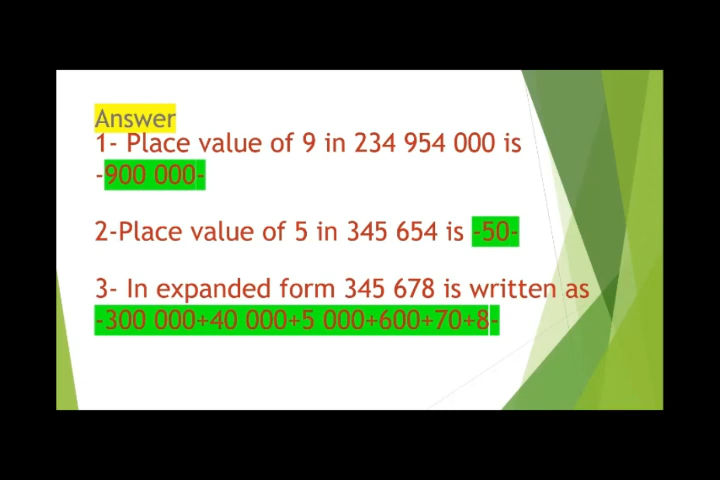 Answer
1- Place value of 9 in 234 954 000 is
-900 000-
2-Place value of 5 in 345 654 is -50-
3- In expanded form 345 678 is written as
-300 000+40 000+5 000+600+70+8-